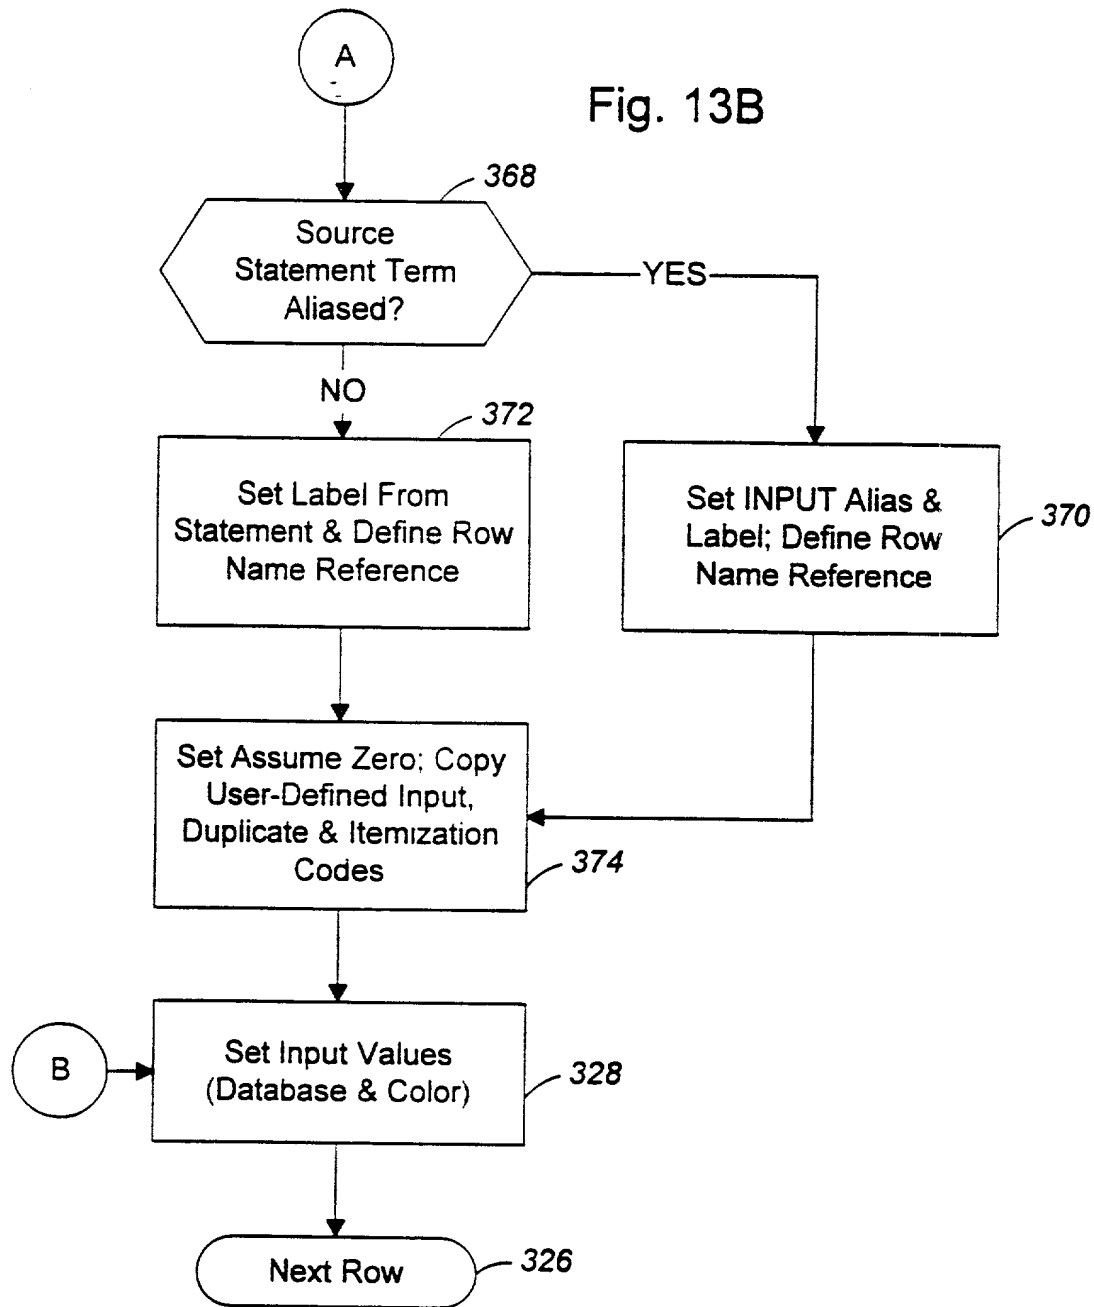 A
Fig. 13B
368
Source
Statement Term
Aliased?
YES
NO
372
Set Label From
Statement & Define Row
Name Reference
Set INPUT Alias &
Label; Define Row
Name Reference
370
Set Assume Zero; Copy
User-Defined Input,
Duplicate & Itemization
Codes
374
B
Set Input Values
(Database & Color)
328
Next Row
326